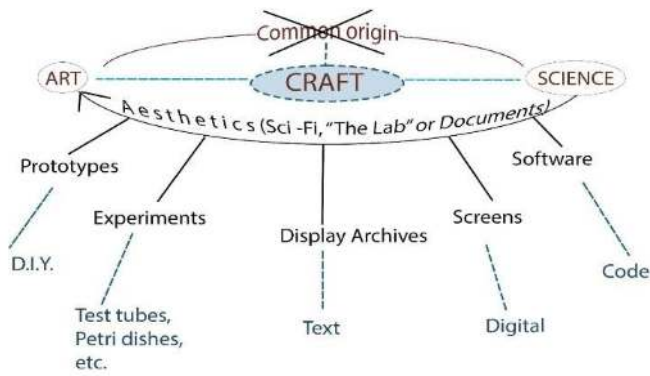 Common origin
ART
CRAFT
SCIENCE
Aesthetics (Sci-Fi, "The Lab" or Documents)
Prototypes
Experiments
Display Archives
Screens
Software
D.I.Y.
Test tubes,
Petri dishes,
etc.
Text
Digital
Code